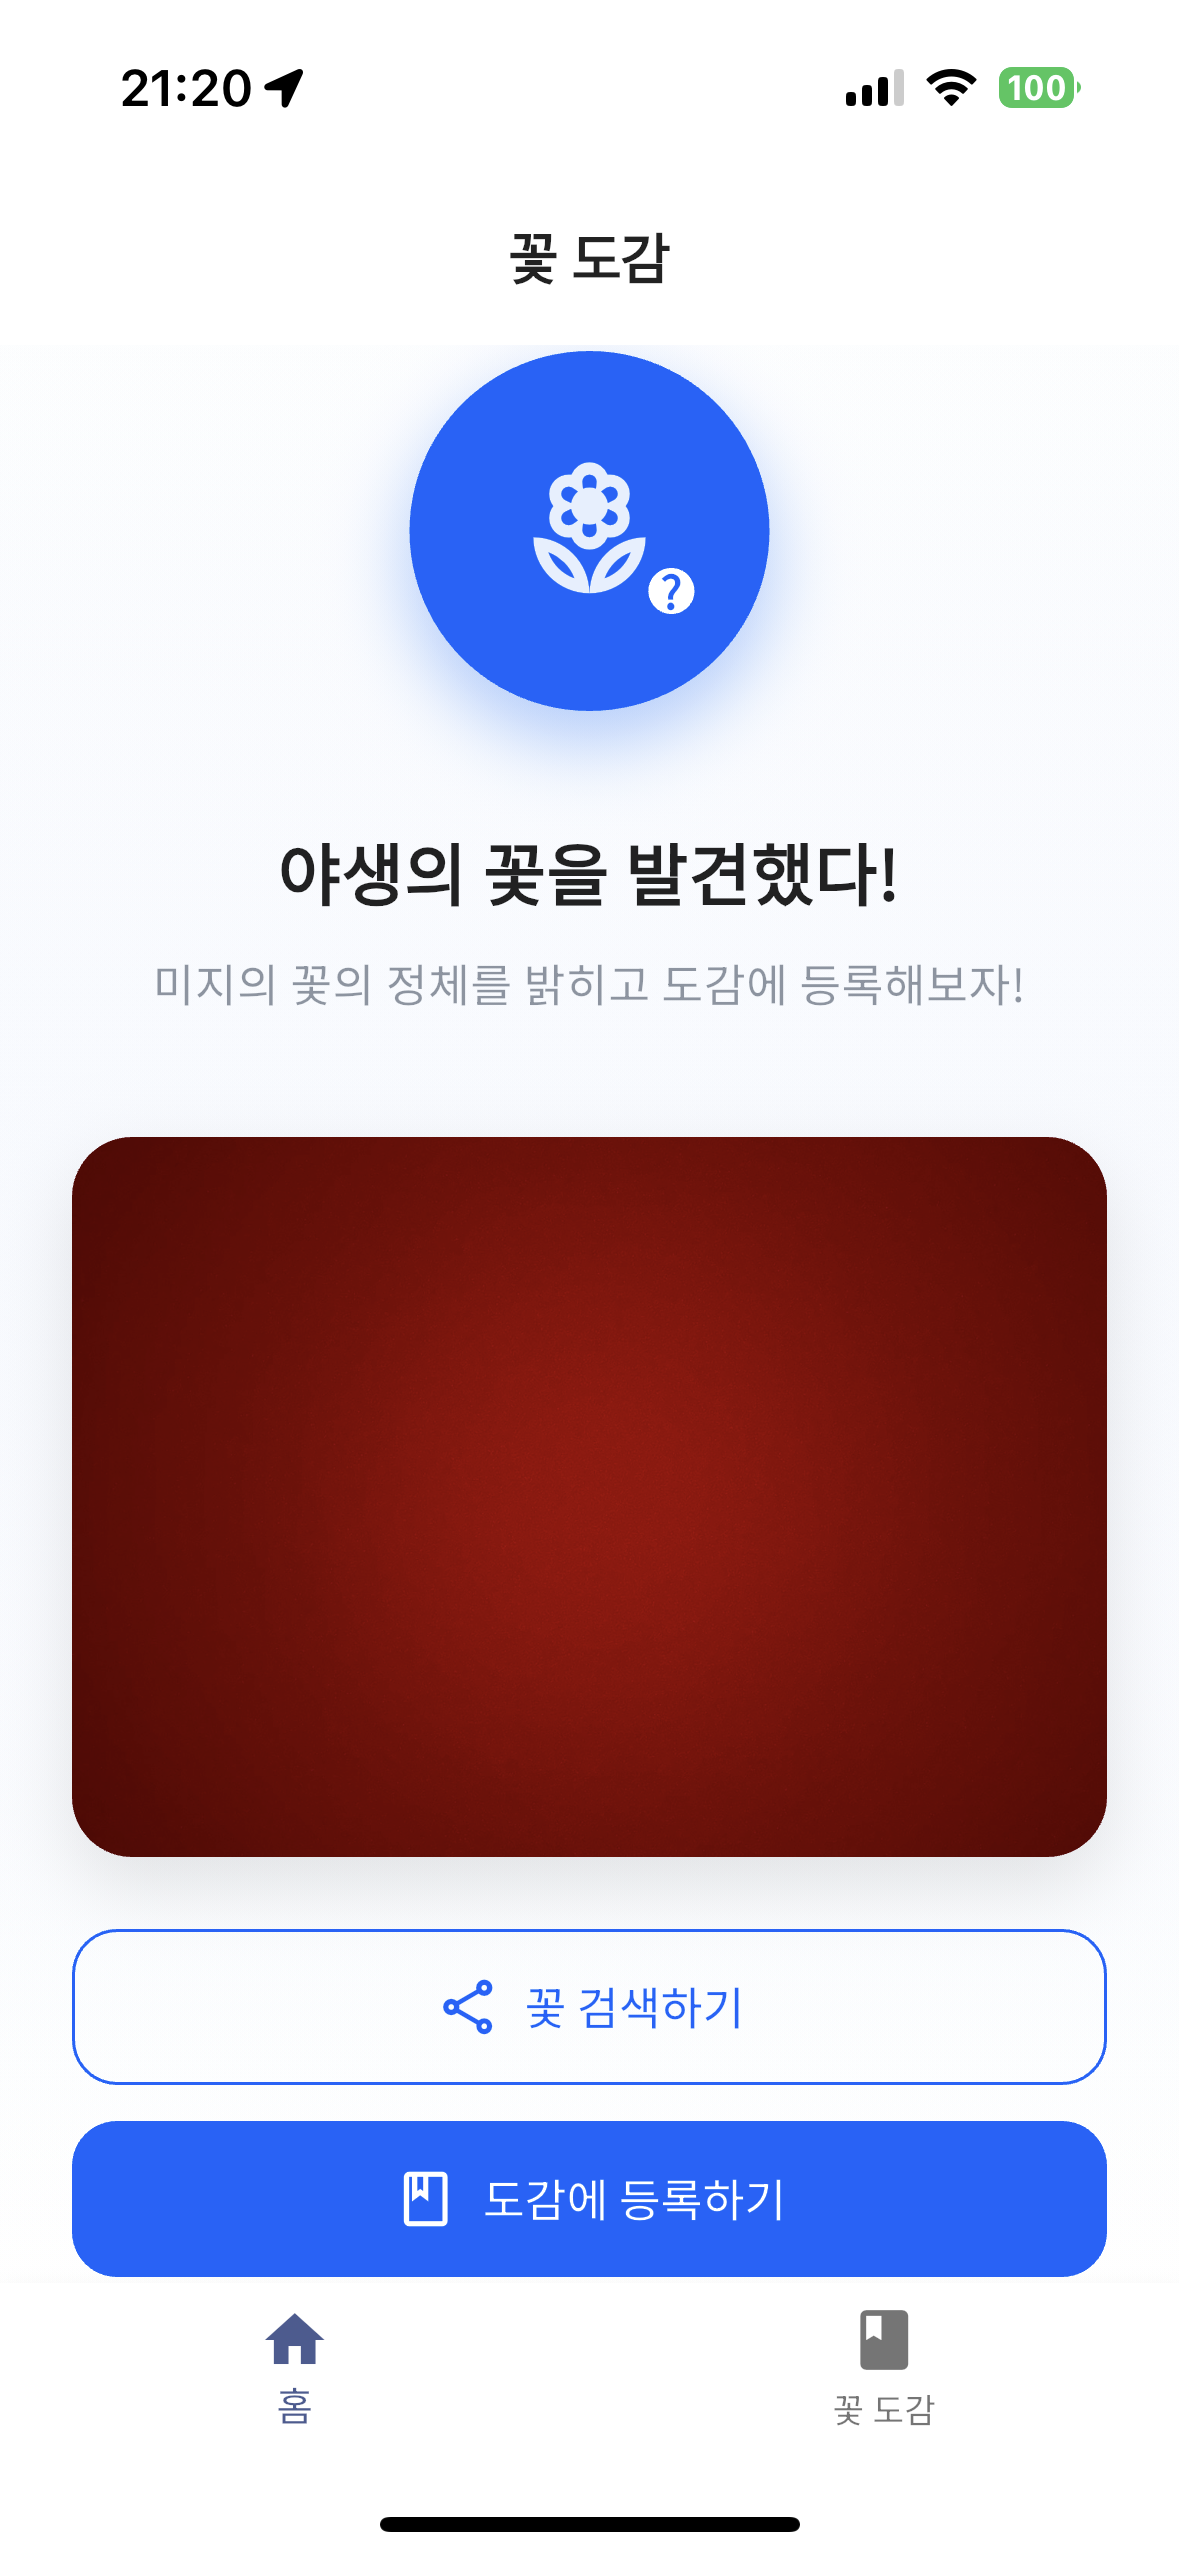 21:20
100
꽃 도감
?
야생의 꽃을 발견했다!
미지의 꽃의 정체를 밝히고 도감에 등록해보자!
꽃 검색하기
도감에 등록하기
홈
꽃 도감